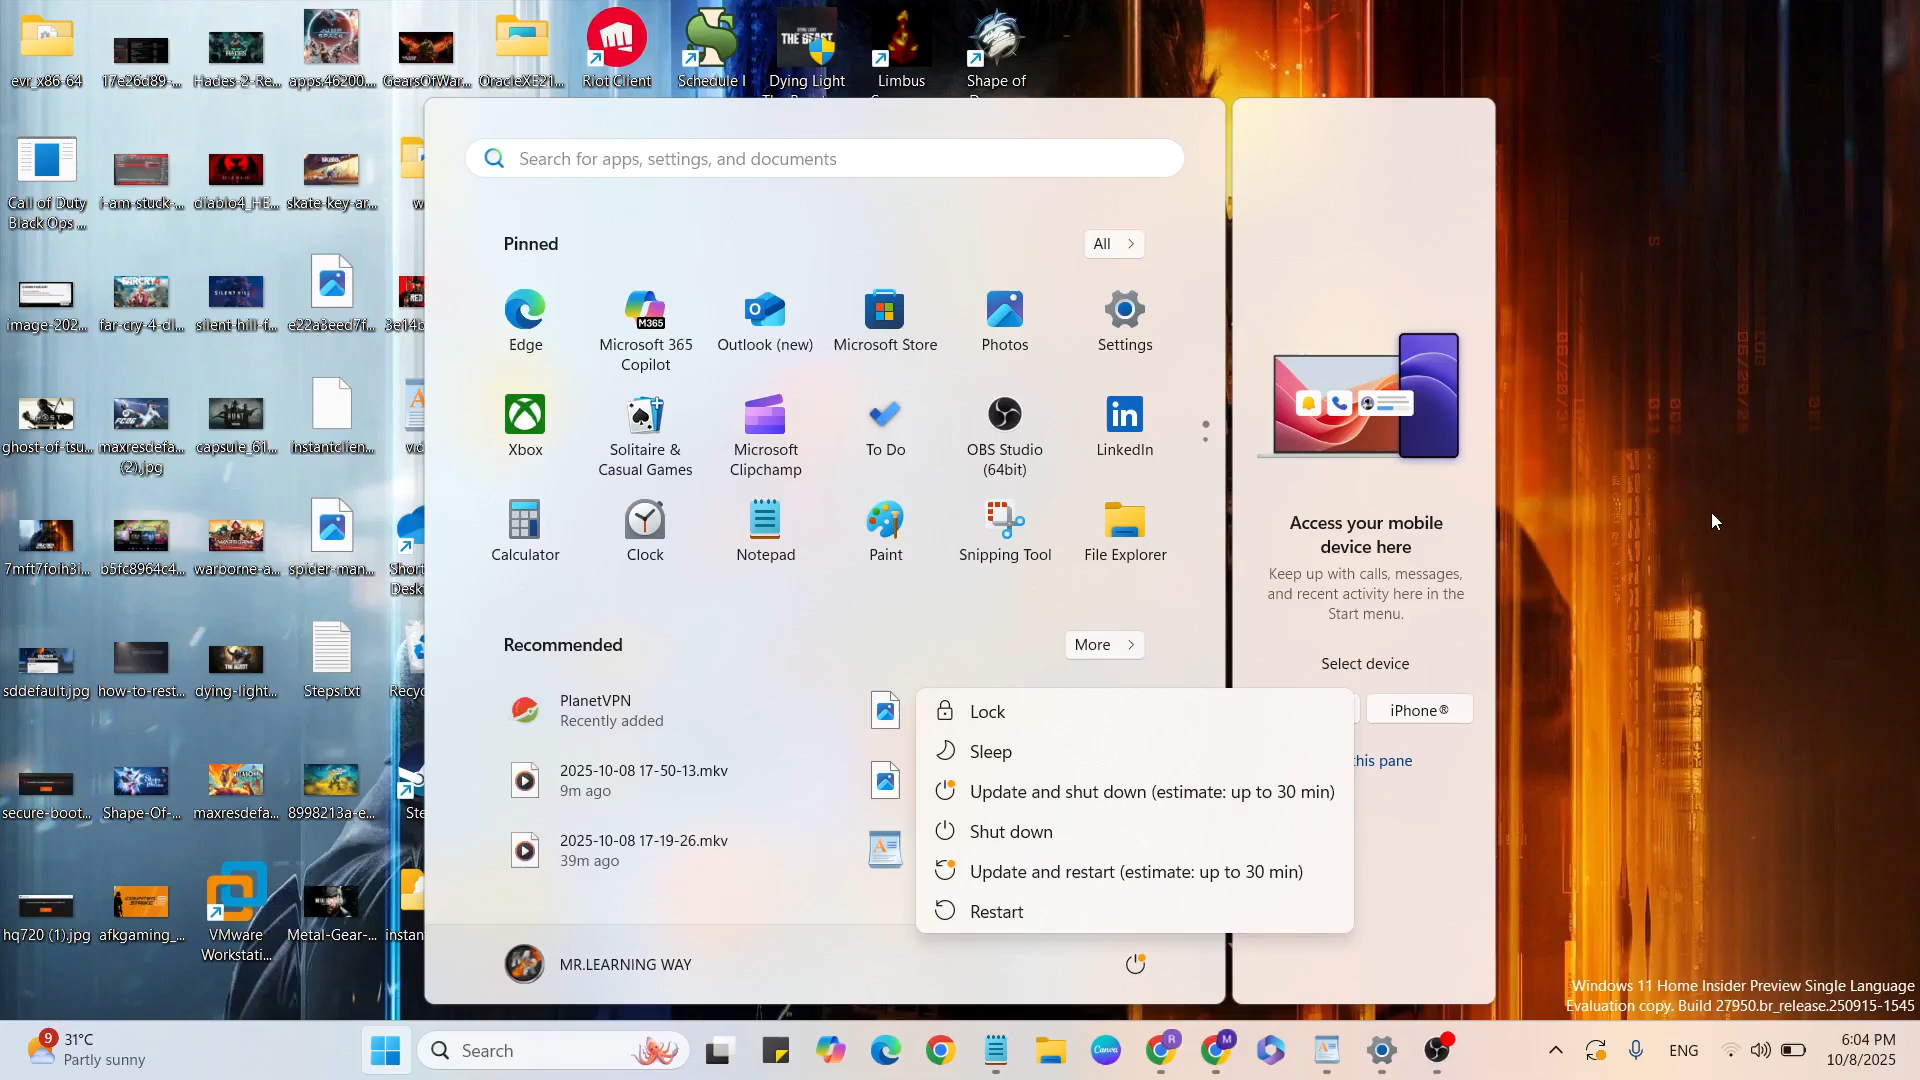 evr_x86-64
17e26d89-...
Hades-2-Re...
apps.46200....
GearsOfWar...
OracleXE21...
Riot Client
Schedule I
Dying Light
Limbus
Shape of
THE BEAST
Search for apps, settings, and documents
Call of Duty
Black Ops ...
i-am-stuck-...
diablo4_HE...
skate-key-ar...
Pinned
All
Edge
Microsoft 365
Copilot
M365
Outlook (new)
Microsoft Store
Photos
Settings
image-202...
far-cry-4-dl...
silent-hill-f...
e22a3eed7f...
Xbox
Solitaire &
Casual Games
Microsoft
Clipchamp
To Do
OBS Studio
(64bit)
LinkedIn
ghost-of-tsu...
maxresdefa...
(2).jpg
capsule_61...
instantclien...
Calculator
Clock
Notepad
Paint
Snipping Tool
File Explorer
7mft7foih3i...
b5fc8964c4...
warborne-a...
spider-man...
Access your mobile
device here
Keep up with calls, messages,
and recent activity here in the
Start menu.
Select device
iPhone®
this pane
Recommended
More
sddefault.jpg
how-to-rest...
dying-light...
Steps.txt
PlanetVPN
Recently added
2025-10-08 17-50-13.mkv
9m ago
2025-10-08 17-19-26.mkv
39m ago
Lock
Sleep
Update and shut down (estimate: up to 30 min)
Shut down
Update and restart (estimate: up to 30 min)
Restart
secure-boot...
Shape-Of-...
maxresdefa...
8998213a-e...
hq720 (1).jpg
afkgaming_...
VMware
Workstati...
Metal-Gear-...
MR.LEARNING WAY
Windows 11 Home Insider Preview Single Language
Evaluation copy. Build 27950.br_release.250915-1545
9
31°C
Partly sunny
Search
Canva
R
M
ENG
6:04 PM
10/8/2025